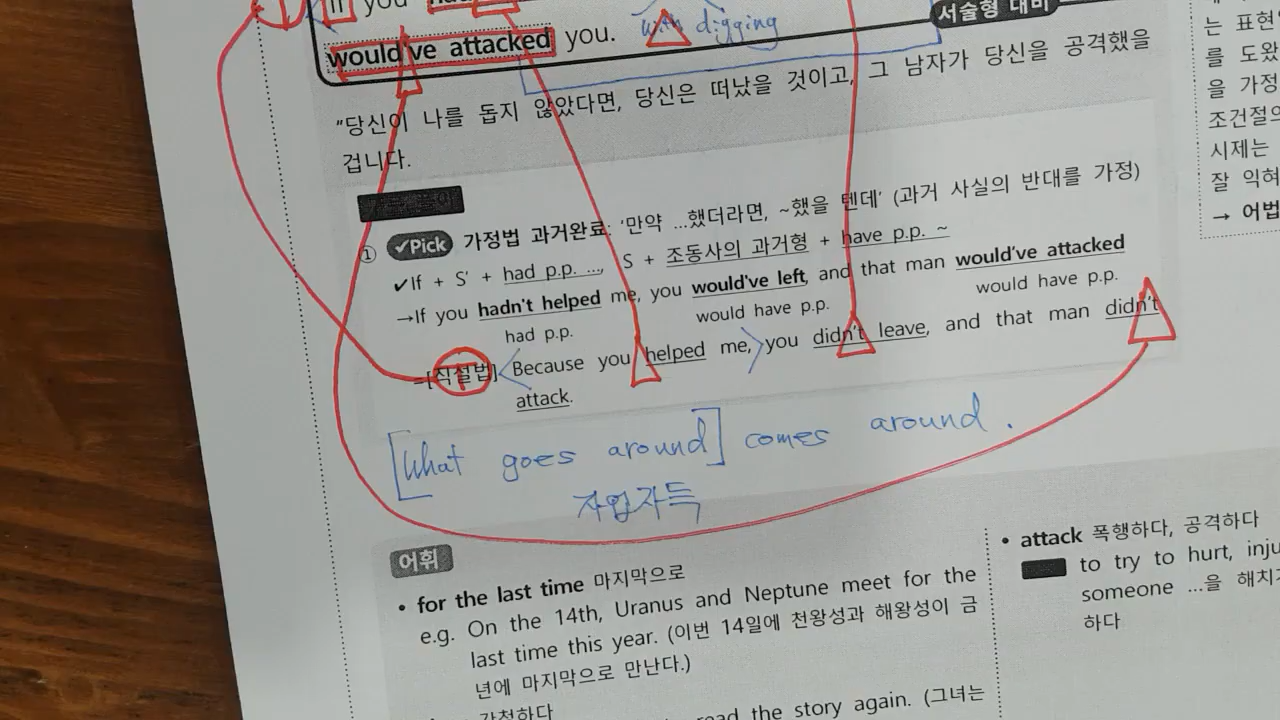 If you
would've attacked you. with digging
서술형 대비
"당신이 나를 돕지 않았다면, 당신은 떠났을 것이고, 그 남자가 당신을 공격했을
겁니다.
① ✔Pick 가정법 과거완료: '만약 …했더라면, ~했을 텐데' (과거 사실의 반대를 가정)
✔If + S' + had p.p. …, S + 조동사의 과거형 + have p.p. ~
→If you hadn't helped me, you would've left, and that man would've attacked
had p.p. would have p.p. would have p.p.
=[직설법] Because you helped me, you didn't leave, and that man didn't
attack.
[What goes around] comes around.
자업자득
어휘
• for the last time 마지막으로
e.g. On the 14th, Uranus and Neptune meet for the
last time this year. (이번 14일에 천왕성과 해왕성이 금
년에 마지막으로 만난다.)
간청하다
read the story again. (그녀는
• attack 폭행하다, 공격하다
to try to hurt,
someone …을 해치
하다
는 표현
를 도왔
을 가정
조건절의
시제는
잘 익혀
→ 어법